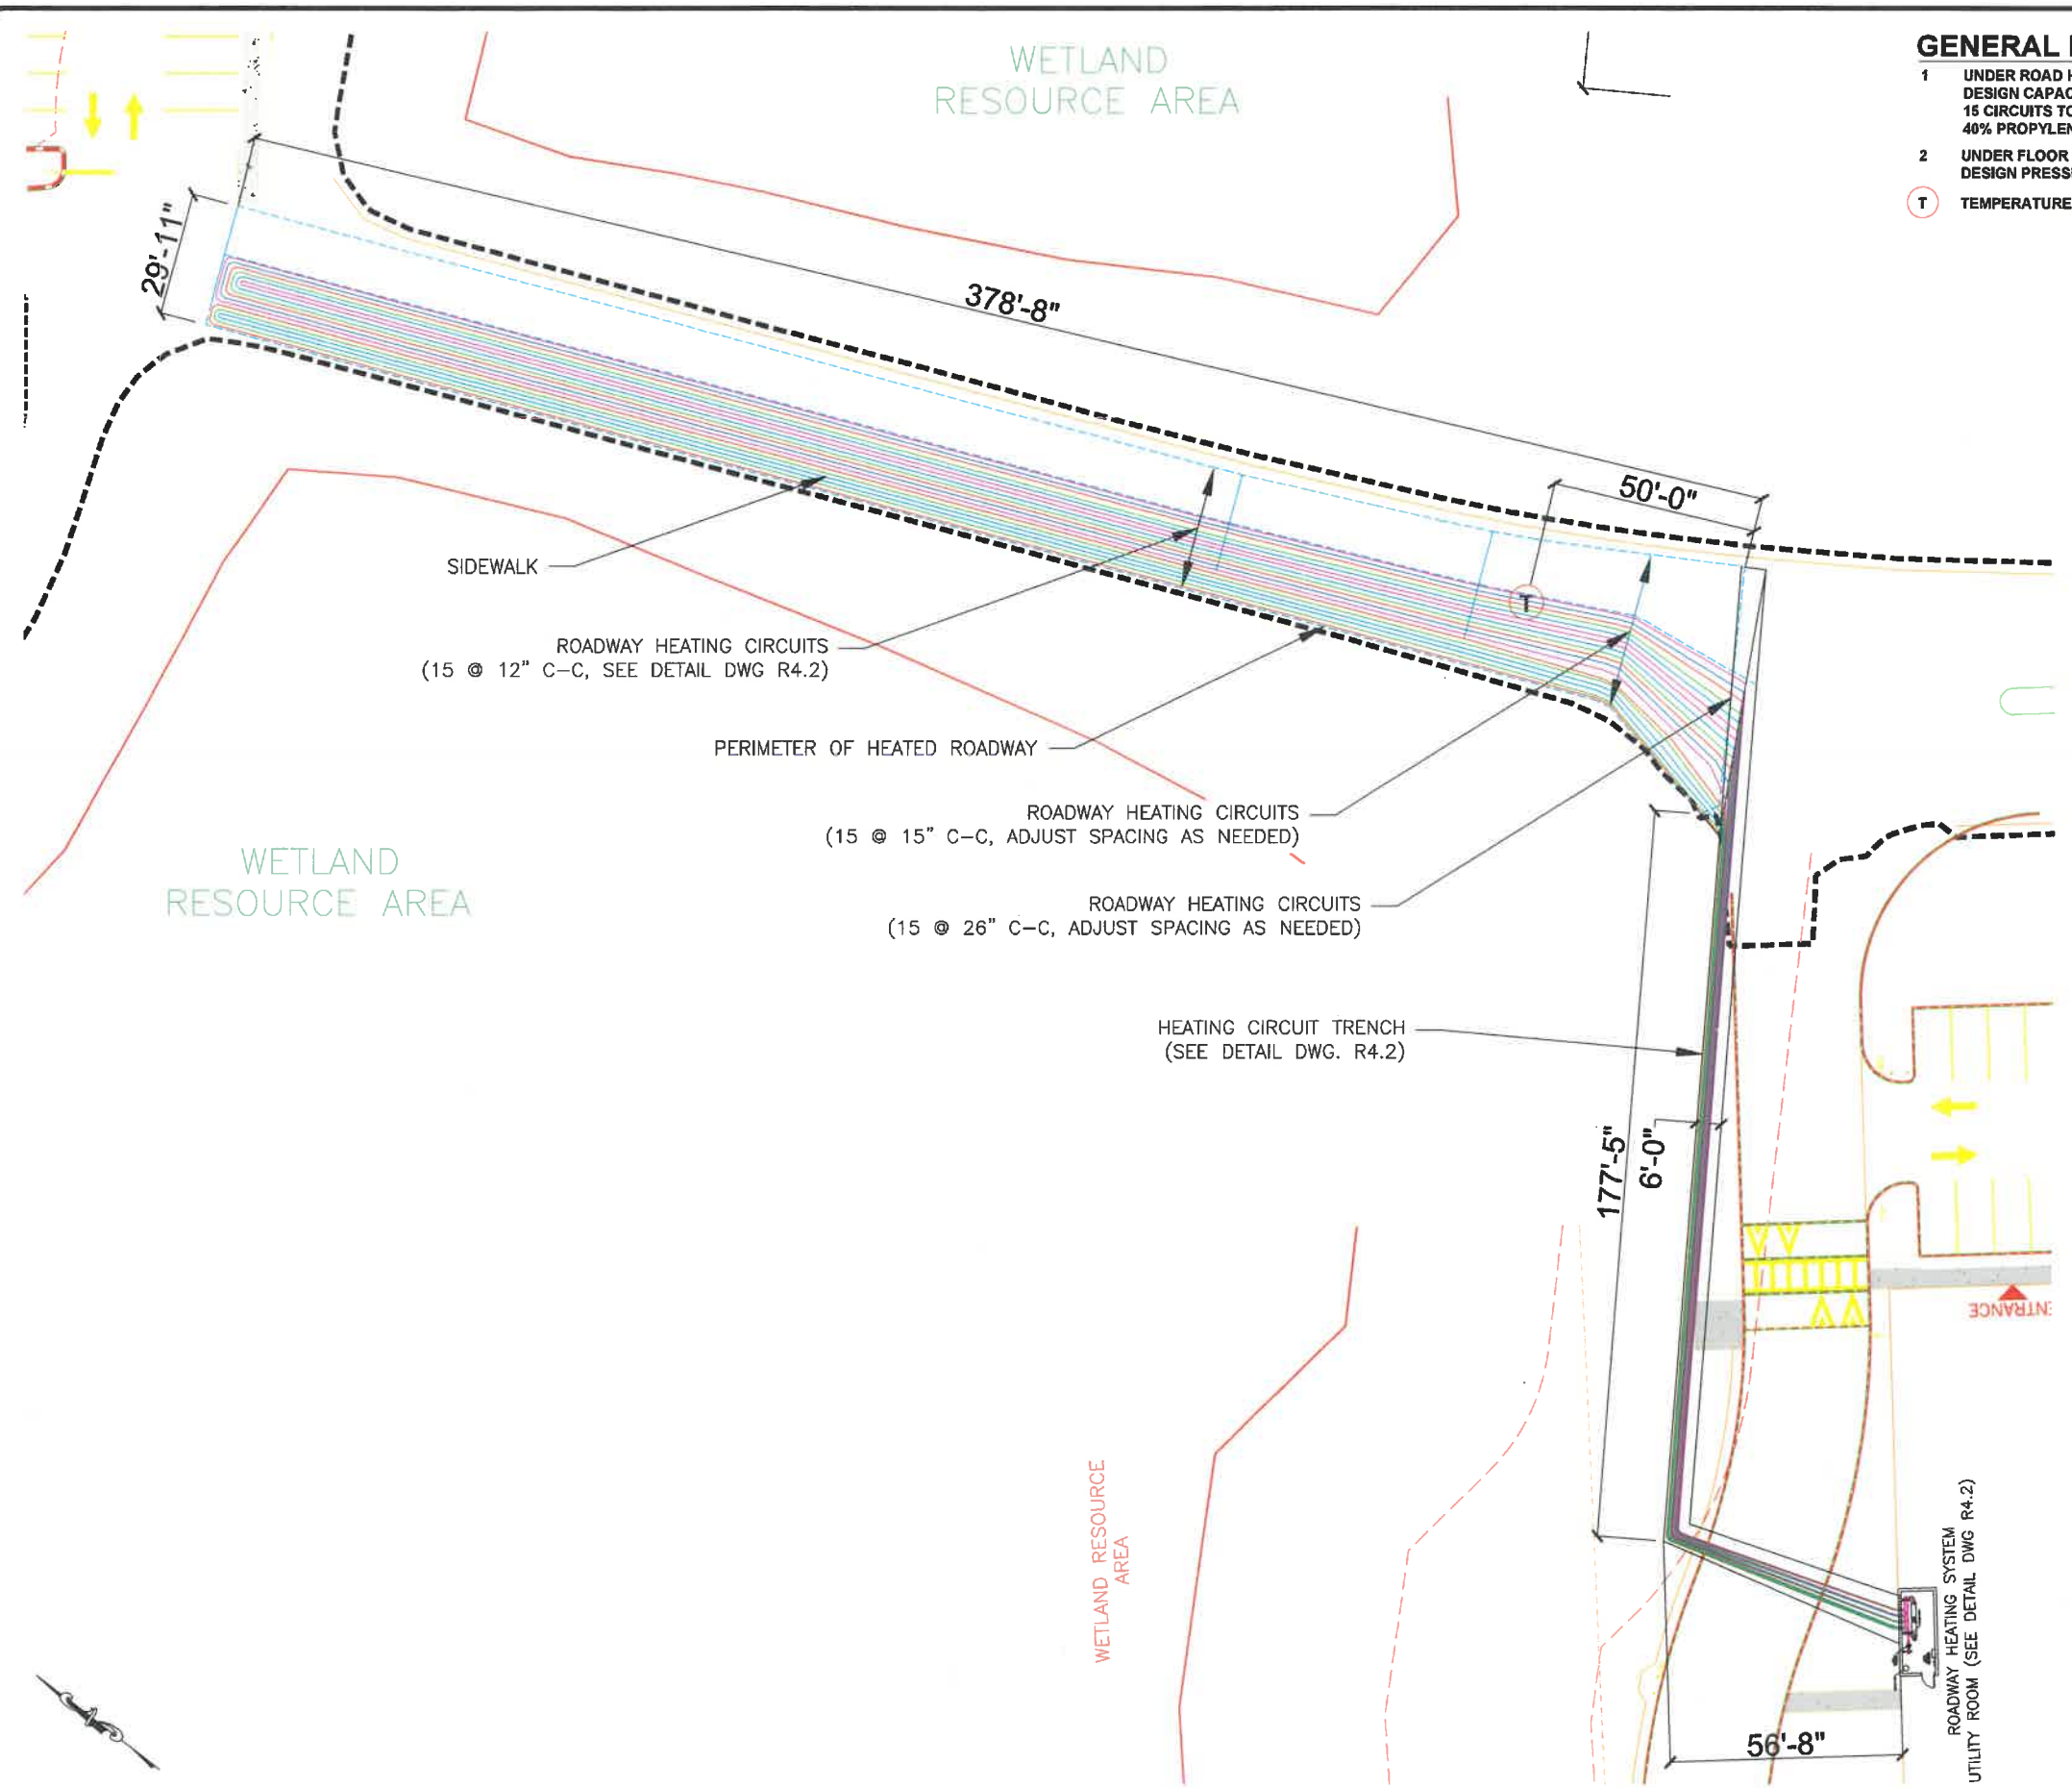 WETLAND
RESOURCE AREA
GENERAL
1 UNDER ROAD
DESIGN
15 CIRCUITS
40%
2 UNDER FLOOR
DESIGN
T TEMPERATURE
29'-11"
378'-8"
50'-0"
T
SIDEWALK
ROADWAY HEATING CIRCUITS
(15 @ 12" C-C, SEE DETAIL DWG R4.2)
PERIMETER OF HEATED ROADWAY
ROADWAY HEATING CIRCUITS
(15 @ 15" C-C, ADJUST SPACING AS NEEDED)
WETLAND
RESOURCE AREA
ROADWAY HEATING CIRCUITS
(15 @ 26" C-C, ADJUST SPACING AS NEEDED)
HEATING CIRCUIT TRENCH
(SEE DETAIL DWG. R4.2)
177'-5"
6'-0"
WETLAND RESOURCE
AREA
ROADWAY HEATING SYSTEM
UTILITY ROOM (SEE DETAIL DWG R4.2)
56'-8"